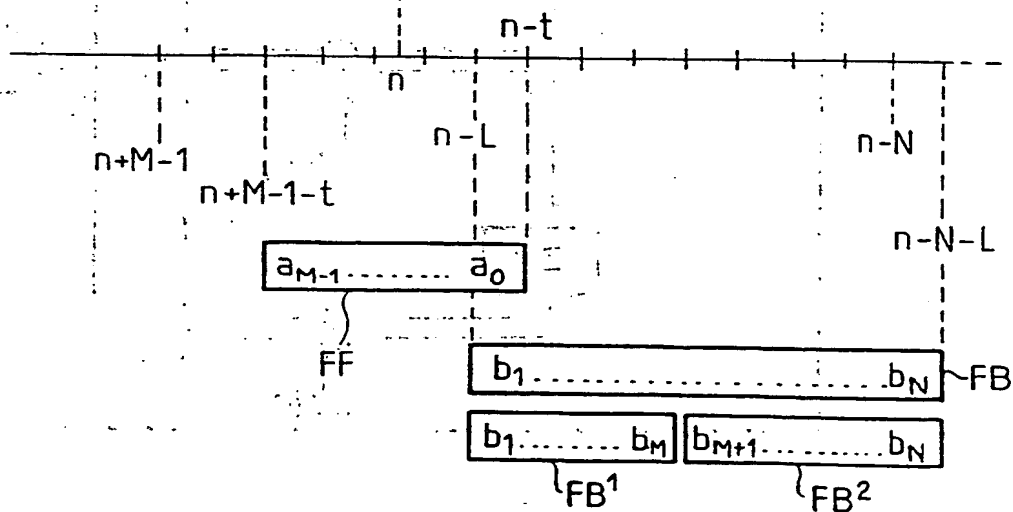 n-t
n
n-L
n-N
n+M-1
n+M-1-t
n-N-L
a_{M-1} ........ a_0
FF
b_1 ..................... b_N
FB
b_1 ........ b_M
b_{M+1} .......... b_N
FB^1
FB^2